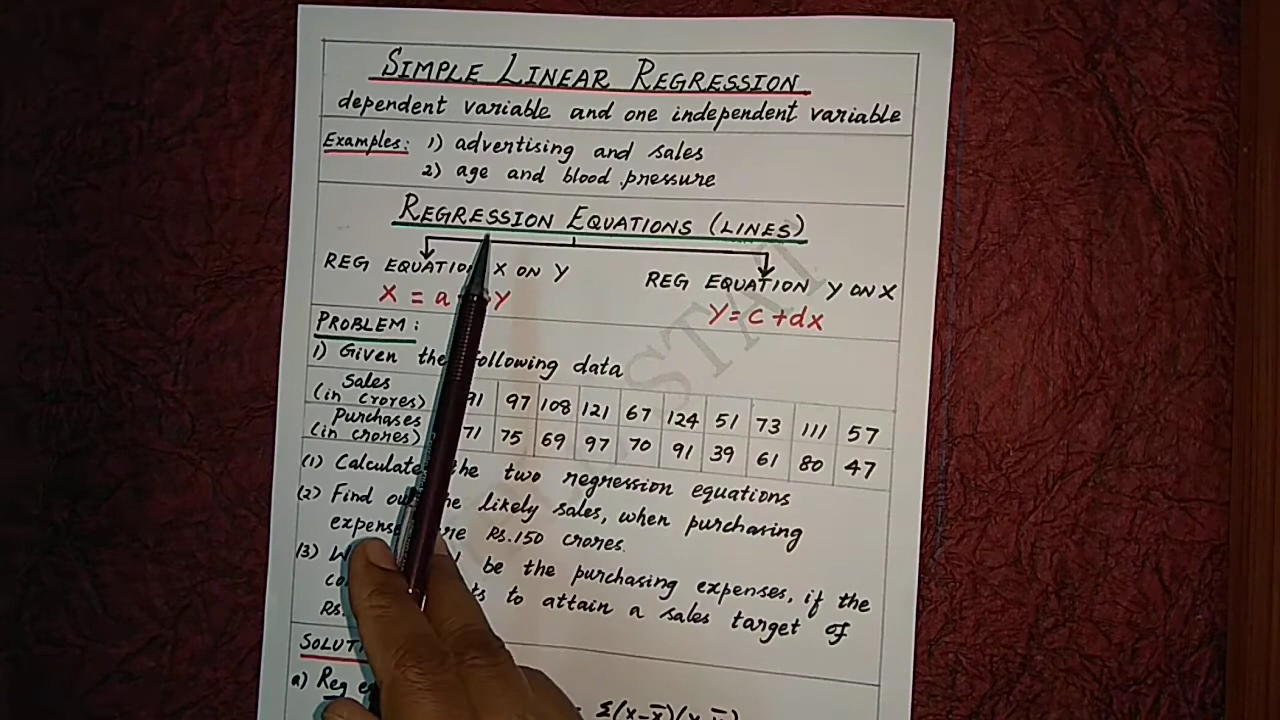 SIMPLE LINEAR REGRESSION
dependent variable and one independent variable
Examples: 1) advertising and sales
2) age and blood pressure
REGRESSION EQUATIONS (LINES)
REG EQUATION X ON Y
REG EQUATION Y ON X
X = a Y
Y = c + dx
PROBLEM:
1) Given the following data
Sales (in crores) 91 97 108 121 67 124 51 73 111 57
Purchases (in crores) 71 75 69 97 70 91 39 61 80 47
(1) Calculate the two regression equations
(2) Find out the likely sales, when purchasing
expenses are Rs.150 crores.
(3) be the purchasing expenses, if the
to attain a sales target of
Rs.
a) Reg
Σ(x-x̄)(y-ȳ)
STAT